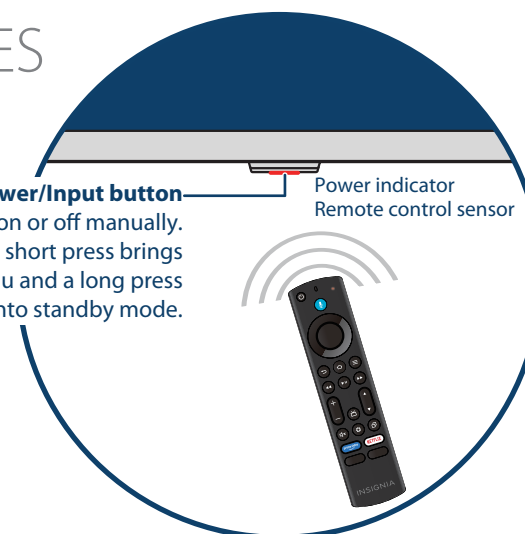 ES
wer/Input button
on or off manually.
short press brings
u and a long press
nto standby mode.
Power indicator
Remote control sensor
NETFLIX
INSIGNIA